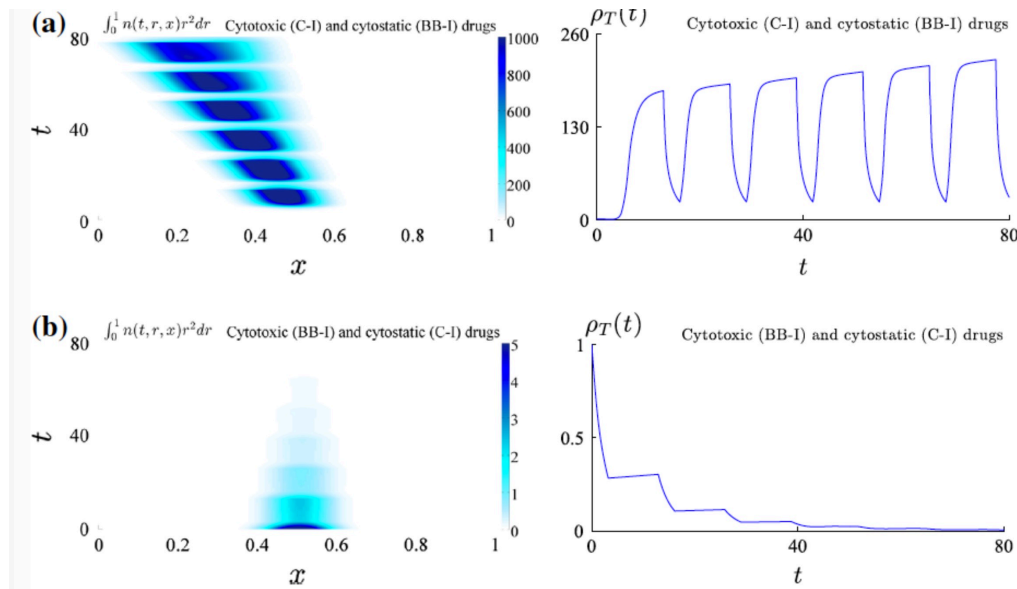 (a) ∫₀¹ n(t, r, x)r²dr Cytotoxic (C-I) and cytostatic (BB-I) drugs
80
40
0
t
0 0.2 0.4 0.6 0.8 1
x
1000
800
600
400
200
0
ρ_T(t)
Cytotoxic (C-I) and cytostatic (BB-I) drugs
260
130
0
0 40 80
t
(b) ∫₀¹ n(t, r, x)r²dr Cytotoxic (BB-I) and cytostatic (C-I) drugs
80
40
0
t
0 0.2 0.4 0.6 0.8 1
x
5
4
3
2
1
0
ρ_T(t)
Cytotoxic (BB-I) and cytostatic (C-I) drugs
1
0.5
0
0 40 80
t